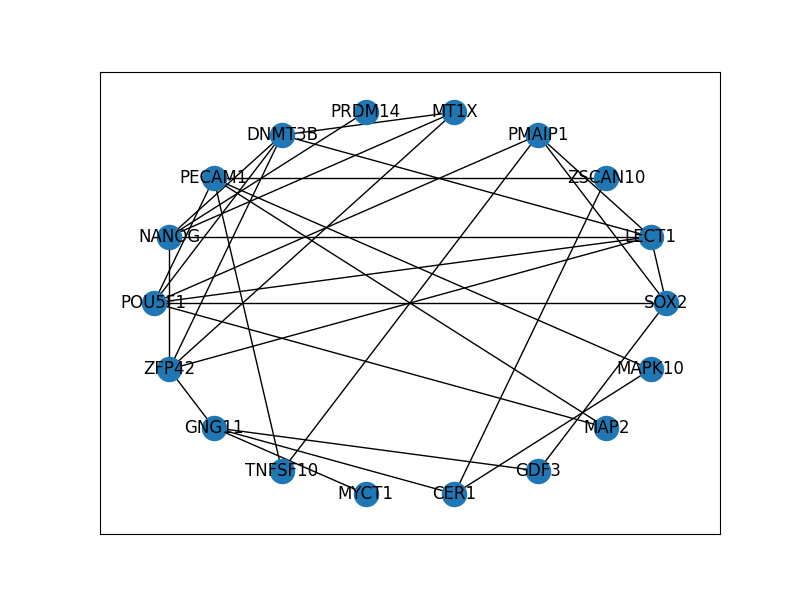 PRDM14
MT1X
DNMT3B
PMAIP1
PECAM1
ZSCAN10
NANOG
LECT1
POU5F1
SOX2
ZFP42
MAPK10
GNG11
MAP2
TNFSF10
GDF3
MYCT1
CER1